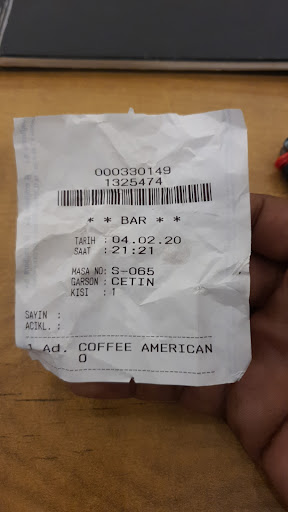 000330149
1325474
* * BAR * *
TARIH : 04.02.20
SAAT : 21:21
MASA NO: S-065
GARSON : CETIN
KISI : 1
SAYIN :
ACIKL. :
1 Ad. COFFEE AMERICAN
O